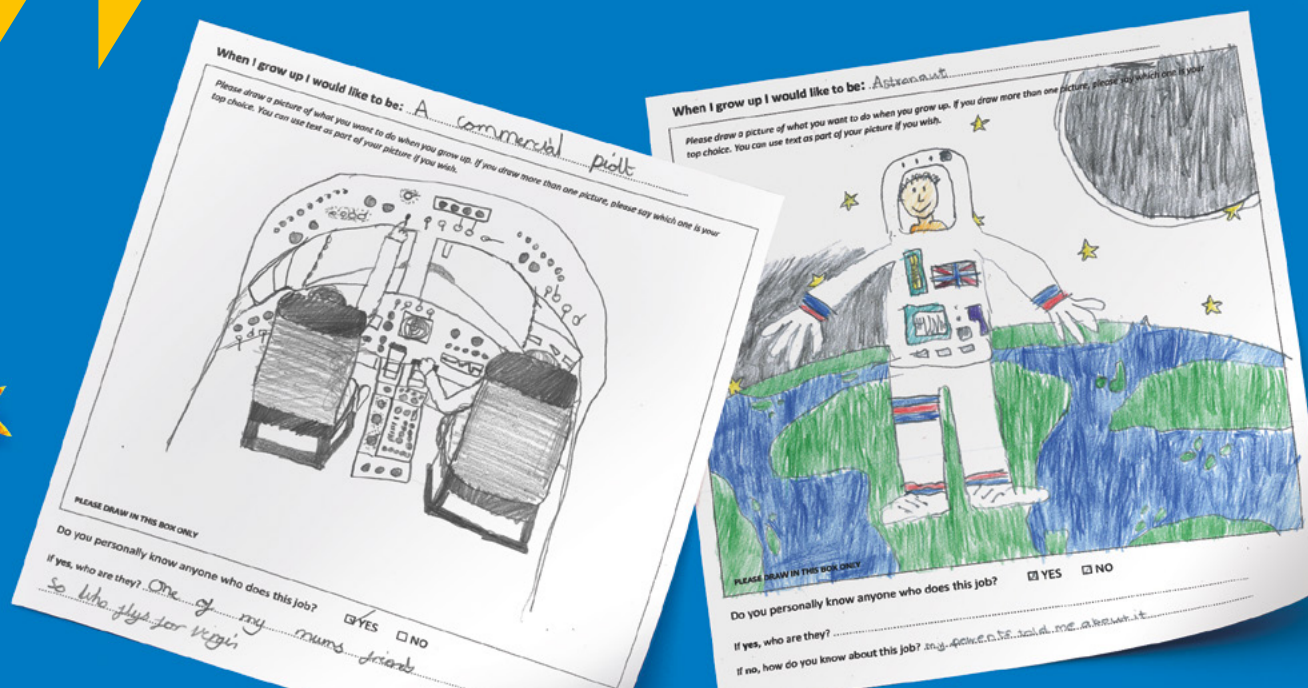 When I grow up I would like to be: A commercial piolt
Please draw a picture of what you want to do when you grow up. If you draw more than one picture, please say which one is your
top choice. You can use text as part of your picture if you wish.
PLEASE DRAW IN THIS BOX ONLY
Do you personally know anyone who does this job? YES NO
If yes, who are they? One of my mums friends
so who flys for virgin
When I grow up I would like to be: Astronaut
Please draw a picture of what you want to do when you grow up. If you draw more than one picture, please say which one is your
top choice. You can use text as part of your picture if you wish.
PLEASE DRAW IN THIS BOX ONLY
Do you personally know anyone who does this job? YES NO
If yes, who are they?
If no, how do you know about this job? my perents told me about it